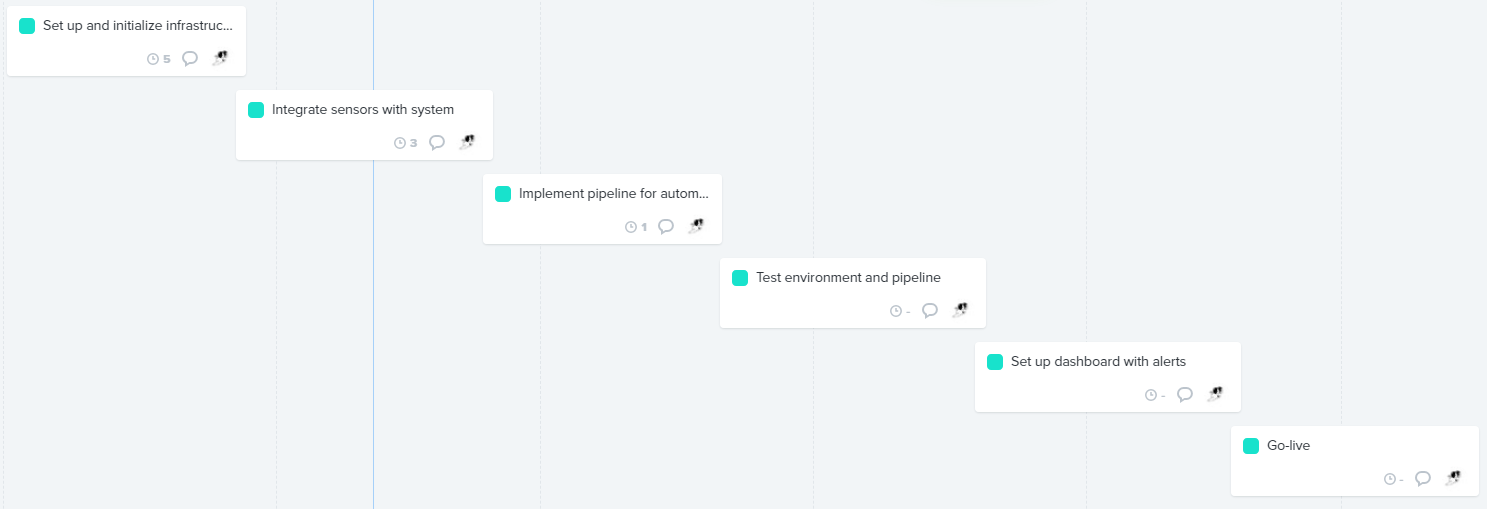 Set up and initialize infrastruc...
5
Integrate sensors with system
3
Implement pipeline for autom...
1
Test environment and pipeline
-
Set up dashboard with alerts
-
Go-live
-